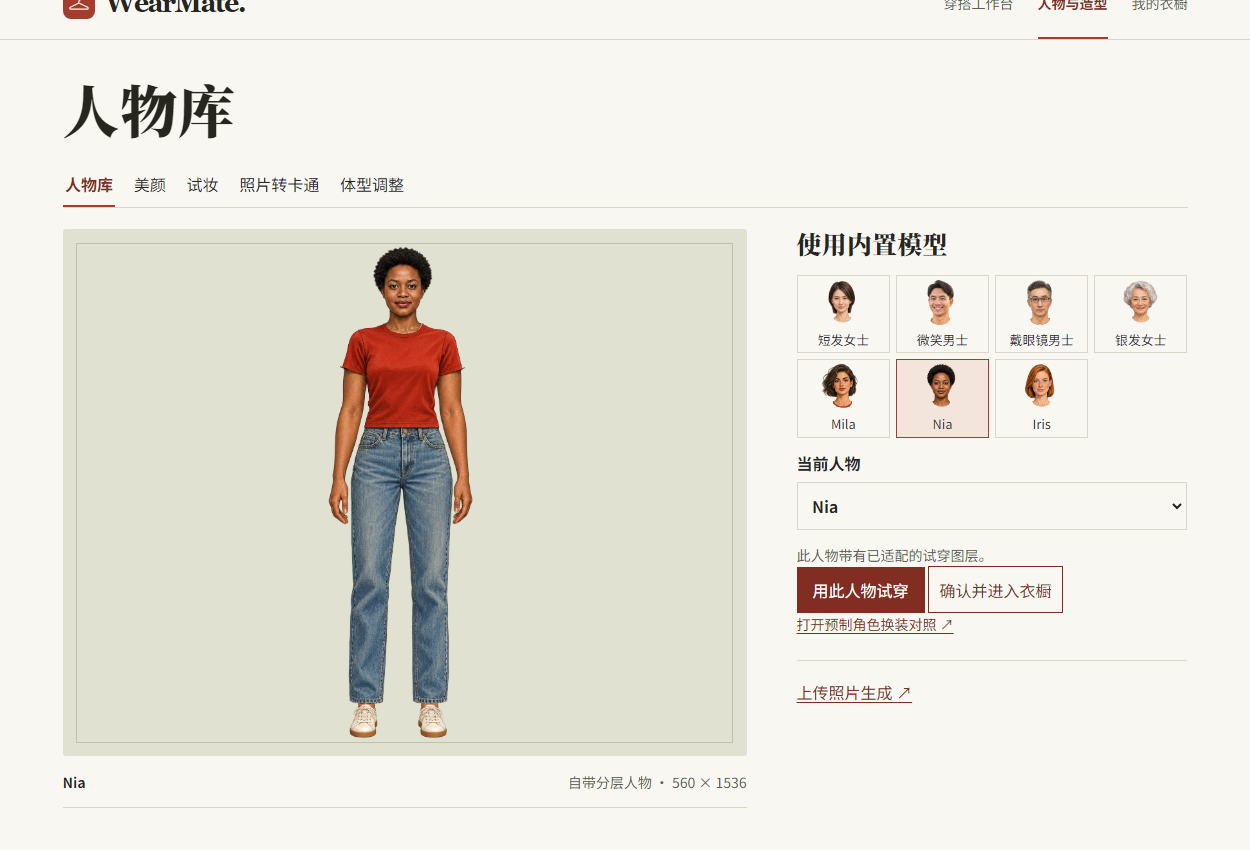 WearMate.
穿搭工作台 人物与造型 我的衣橱
人物库
人物库 美颜 试妆 照片转卡通 体型调整
使用内置模型
短发女士 微笑男士 戴眼镜男士 银发女士
Mila Nia Iris
当前人物
Nia
此人物带有已适配的试穿图层。
用此人物试穿 确认并进入衣橱
打开预制角色换装对照 ↗
上传照片生成 ↗
Nia 自带分层人物 · 560 × 1536